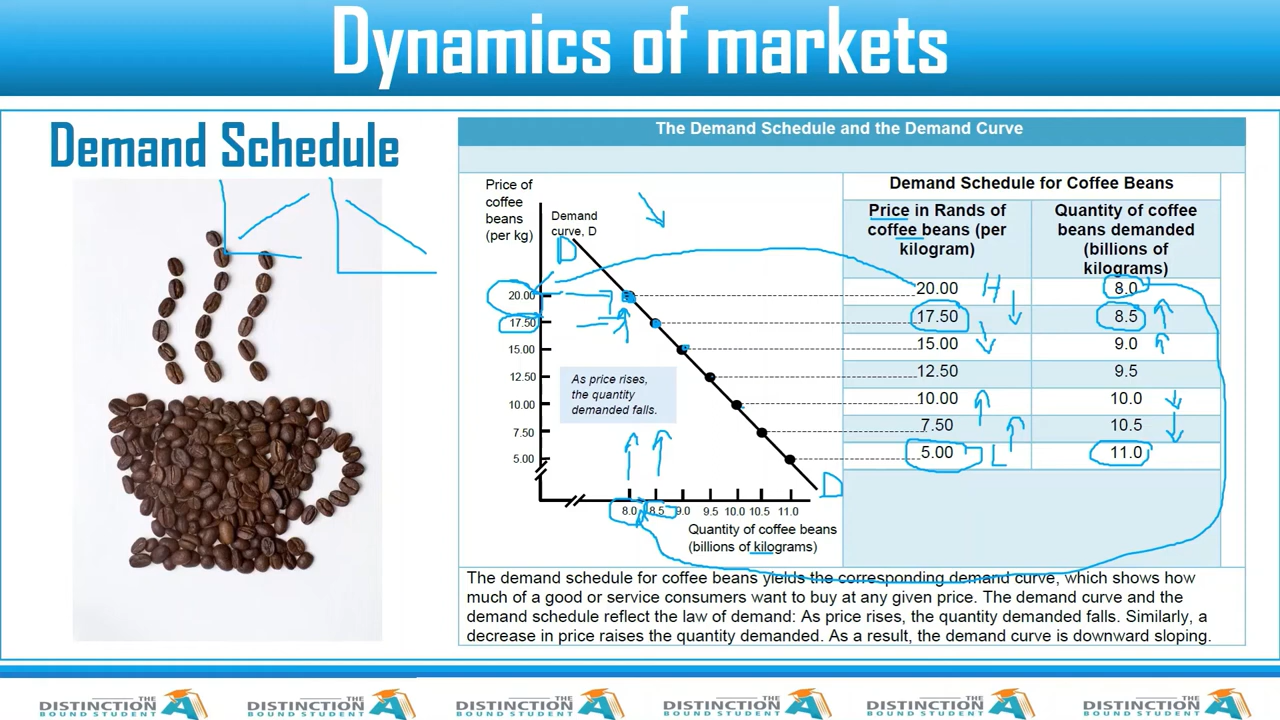 Dynamics of markets
Demand Schedule
The Demand Schedule and the Demand Curve
Price of
coffee
beans
(per kg)
Demand
curve, D
D
20.00
17.50
15.00
12.50
10.00
7.50
5.00
As price rises,
the quantity
demanded falls.
D
8.0 8.5 9.0 9.5 10.0 10.5 11.0
Quantity of coffee beans
(billions of kilograms)
Demand Schedule for Coffee Beans
Price in Rands of
coffee beans (per
kilogram)
Quantity of coffee
beans demanded
(billions of
kilograms)
20.00 H 8.0
17.50 8.5
15.00 9.0
12.50 9.5
10.00 10.0
7.50 10.5
5.00 L 11.0
The demand schedule for coffee beans yields the corresponding demand curve, which shows how
much of a good or service consumers want to buy at any given price. The demand curve and the
demand schedule reflect the law of demand: As price rises, the quantity demanded falls. Similarly, a
decrease in price raises the quantity demanded. As a result, the demand curve is downward sloping.
THE
DISTINCTION
BOUND STUDENT
THE
DISTINCTION
BOUND STUDENT
THE
DISTINCTION
BOUND STUDENT
THE
DISTINCTION
BOUND STUDENT
THE
DISTINCTION
BOUND STUDENT
THE
DISTINCTION
BOUND STUDENT